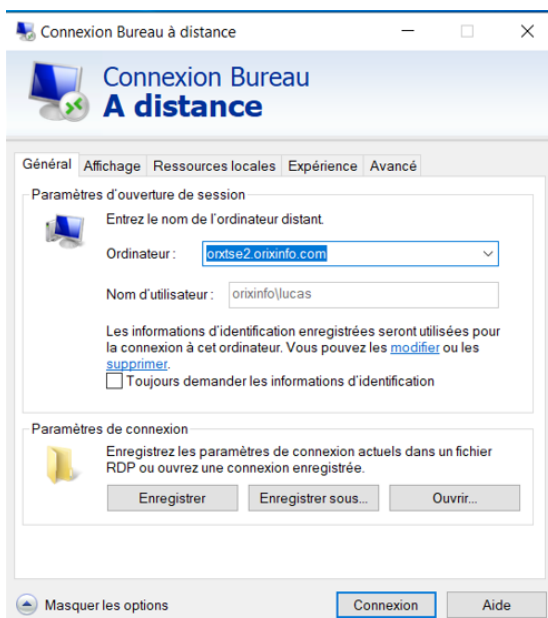 Connexion Bureau à distance
Connexion Bureau
A distance
Général Affichage Ressources locales Expérience Avancé
Paramètres d'ouverture de session
Entrez le nom de l'ordinateur distant.
Ordinateur : orxtse2.orixinfo.com
Nom d'utilisateur : orixinfo\lucas
Les informations d'identification enregistrées seront utilisées pour
la connexion à cet ordinateur. Vous pouvez les modifier ou les
supprimer.
Toujours demander les informations d'identification
Paramètres de connexion
Enregistrez les paramètres de connexion actuels dans un fichier
RDP ou ouvrez une connexion enregistrée.
Enregistrer Enregistrer sous... Ouvrir...
Masquer les options Connexion Aide